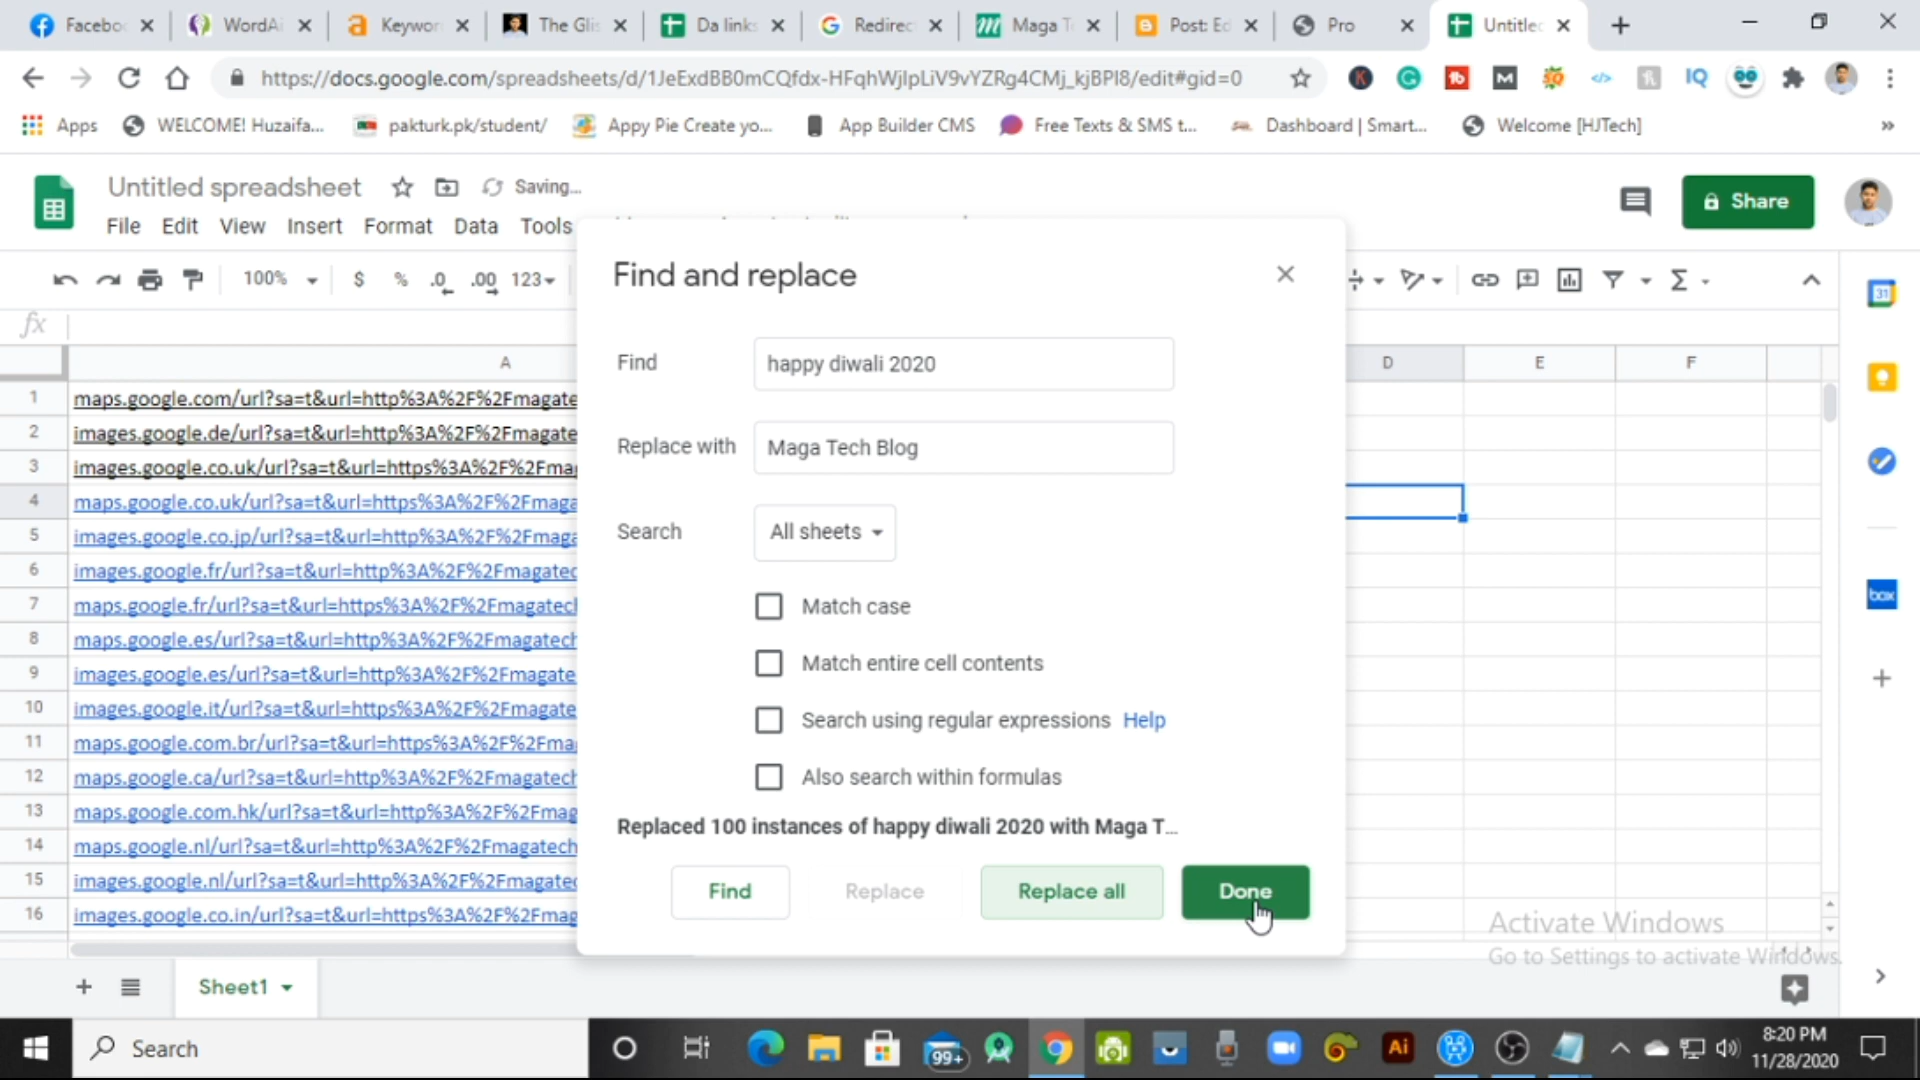 Faceboo
WordAi
Keywor
The Glis
Da links
Redirec
Maga T
Post: Ed
Pro
Untitled
https://docs.google.com/spreadsheets/d/1JeExdBB0mCQfdx-HFqhWjlpLiV9vYZRg4CMj_kjBPI8/edit#gid=0
Apps
WELCOME! Huzaifa...
pakturk.pk/student/
Appy Pie Create yo...
App Builder CMS
Free Texts & SMS t...
Dashboard | Smart...
Welcome [HJTech]
»
Untitled spreadsheet
Saving...
Share
File Edit View Insert Format Data Tools
100% $ % .0 .00 123
fx
A D E F
1 maps.google.com/url?sa=t&url=http%3A%2F%2Fmagate
2 images.google.de/url?sa=t&url=http%3A%2F%2Fmagate
3 images.google.co.uk/url?sa=t&url=https%3A%2F%2Fma
4 maps.google.co.uk/url?sa=t&url=https%3A%2F%2Fmaga
5 images.google.co.jp/url?sa=t&url=https%3A%2F%2Fmaga
6 images.google.fr/url?sa=t&url=http%3A%2F%2Fmagatec
7 maps.google.fr/url?sa=t&url=https%3A%2F%2Fmagatecl
8 maps.google.es/url?sa=t&url=http%3A%2F%2Fmagatech
9 images.google.es/url?sa=t&url=http%3A%2F%2Fmagate
10 images.google.it/url?sa=t&url=https%3A%2F%2Fmagate
11 maps.google.com.br/url?sa=t&url=https%3A%2F%2Fma
12 maps.google.ca/url?sa=t&url=http%3A%2F%2Fmagatech
13 maps.google.com.hk/url?sa=t&url=http%3A%2F%2Fmag
14 maps.google.nl/url?sa=t&url=http%3A%2F%2Fmagatech
15 images.google.nl/url?sa=t&url=http%3A%2F%2Fmagatec
16 images.google.co.in/url?sa=t&url=https%3A%2F%2Fmag
Find and replace
Find
happy diwali 2020
Replace with
Maga Tech Blog
Search
All sheets
Match case
Match entire cell contents
Search using regular expressions Help
Also search within formulas
Replaced 100 instances of happy diwali 2020 with Maga T...
Find
Replace
Replace all
Done
31
box
IQ
Activate Windows
Go to Settings to activate Windows.
Sheet1
Search
99+
Ai
8:20 PM
11/28/2020